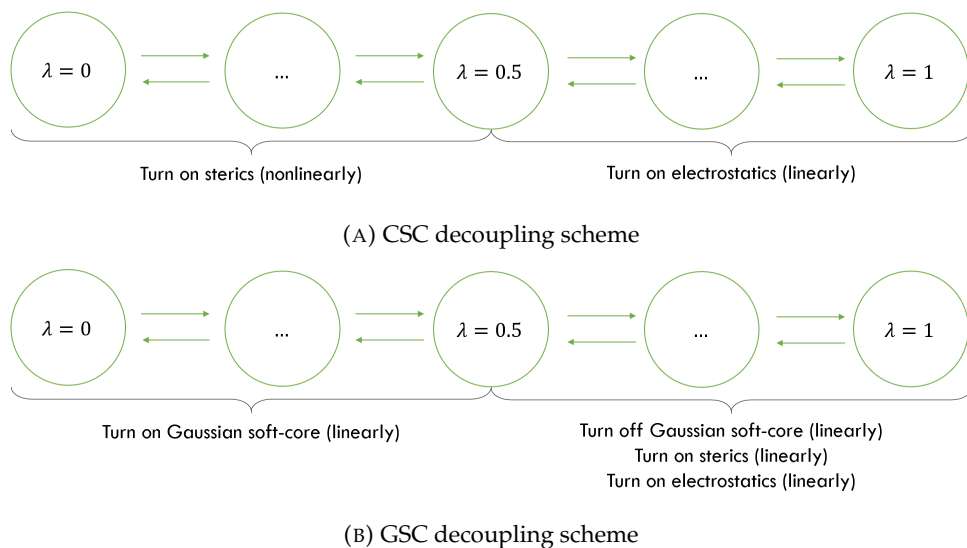 λ = 0 ... λ = 0.5 ... λ = 1
Turn on sterics (nonlinearly) Turn on electrostatics (linearly)
(A) CSC decoupling scheme
λ = 0 ... λ = 0.5 ... λ = 1
Turn on Gaussian soft-core (linearly) Turn off Gaussian soft-core (linearly)
Turn on sterics (linearly)
Turn on electrostatics (linearly)
(B) GSC decoupling scheme